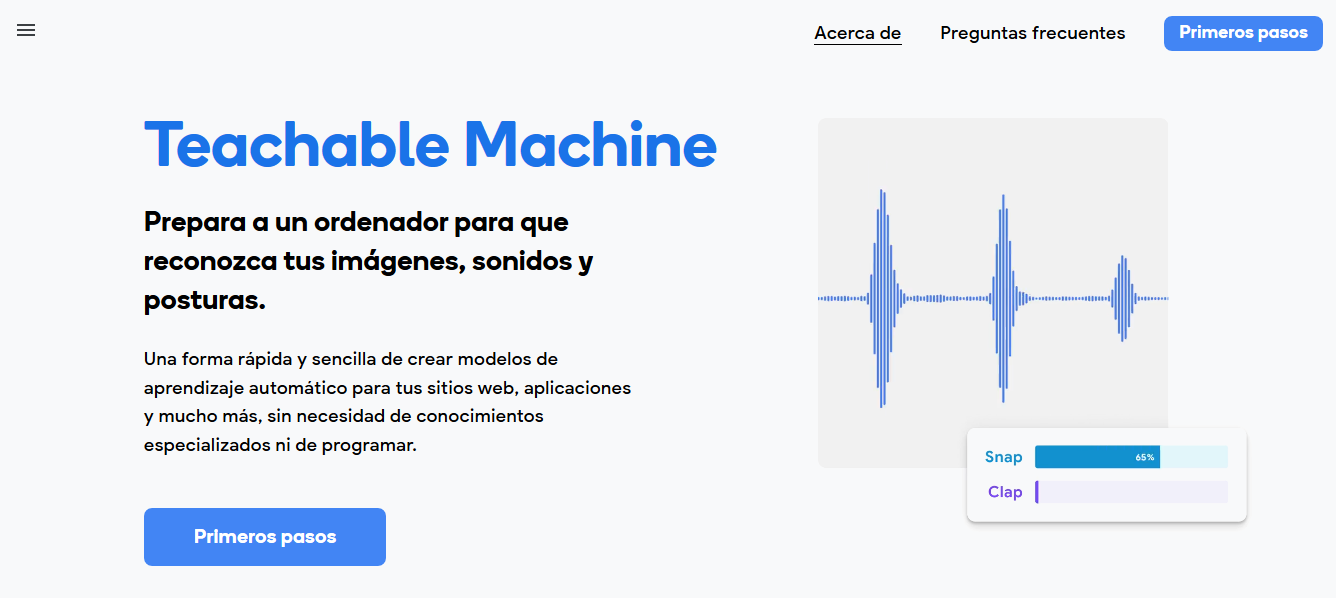 Acerca de
Preguntas frecuentes
Primeros pasos
Teachable Machine
Prepara a un ordenador para que
reconozca tus imágenes, sonidos y
posturas.
Una forma rápida y sencilla de crear modelos de
aprendizaje automático para tus sitios web, aplicaciones
y mucho más, sin necesidad de conocimientos
especializados ni de programar.
Primeros pasos
Snap
65%
Clap